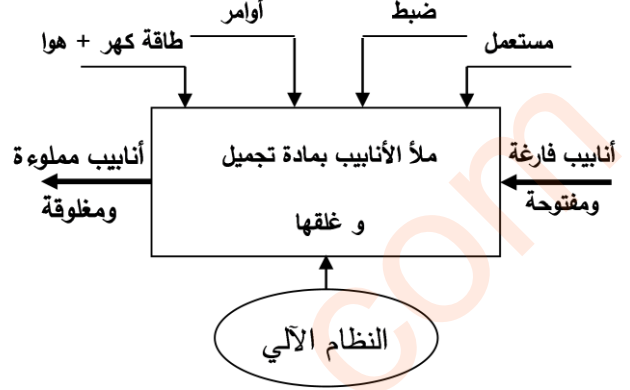 أوامر
ضبط
طاقة كهر + هوا
مستعمل
أنابيب فارغة
ومفتوحة
ملأ الأنابيب بمادة تجميل
و غلقها
أنابيب مملوءة
ومغلوقة
النظام الآلي
com